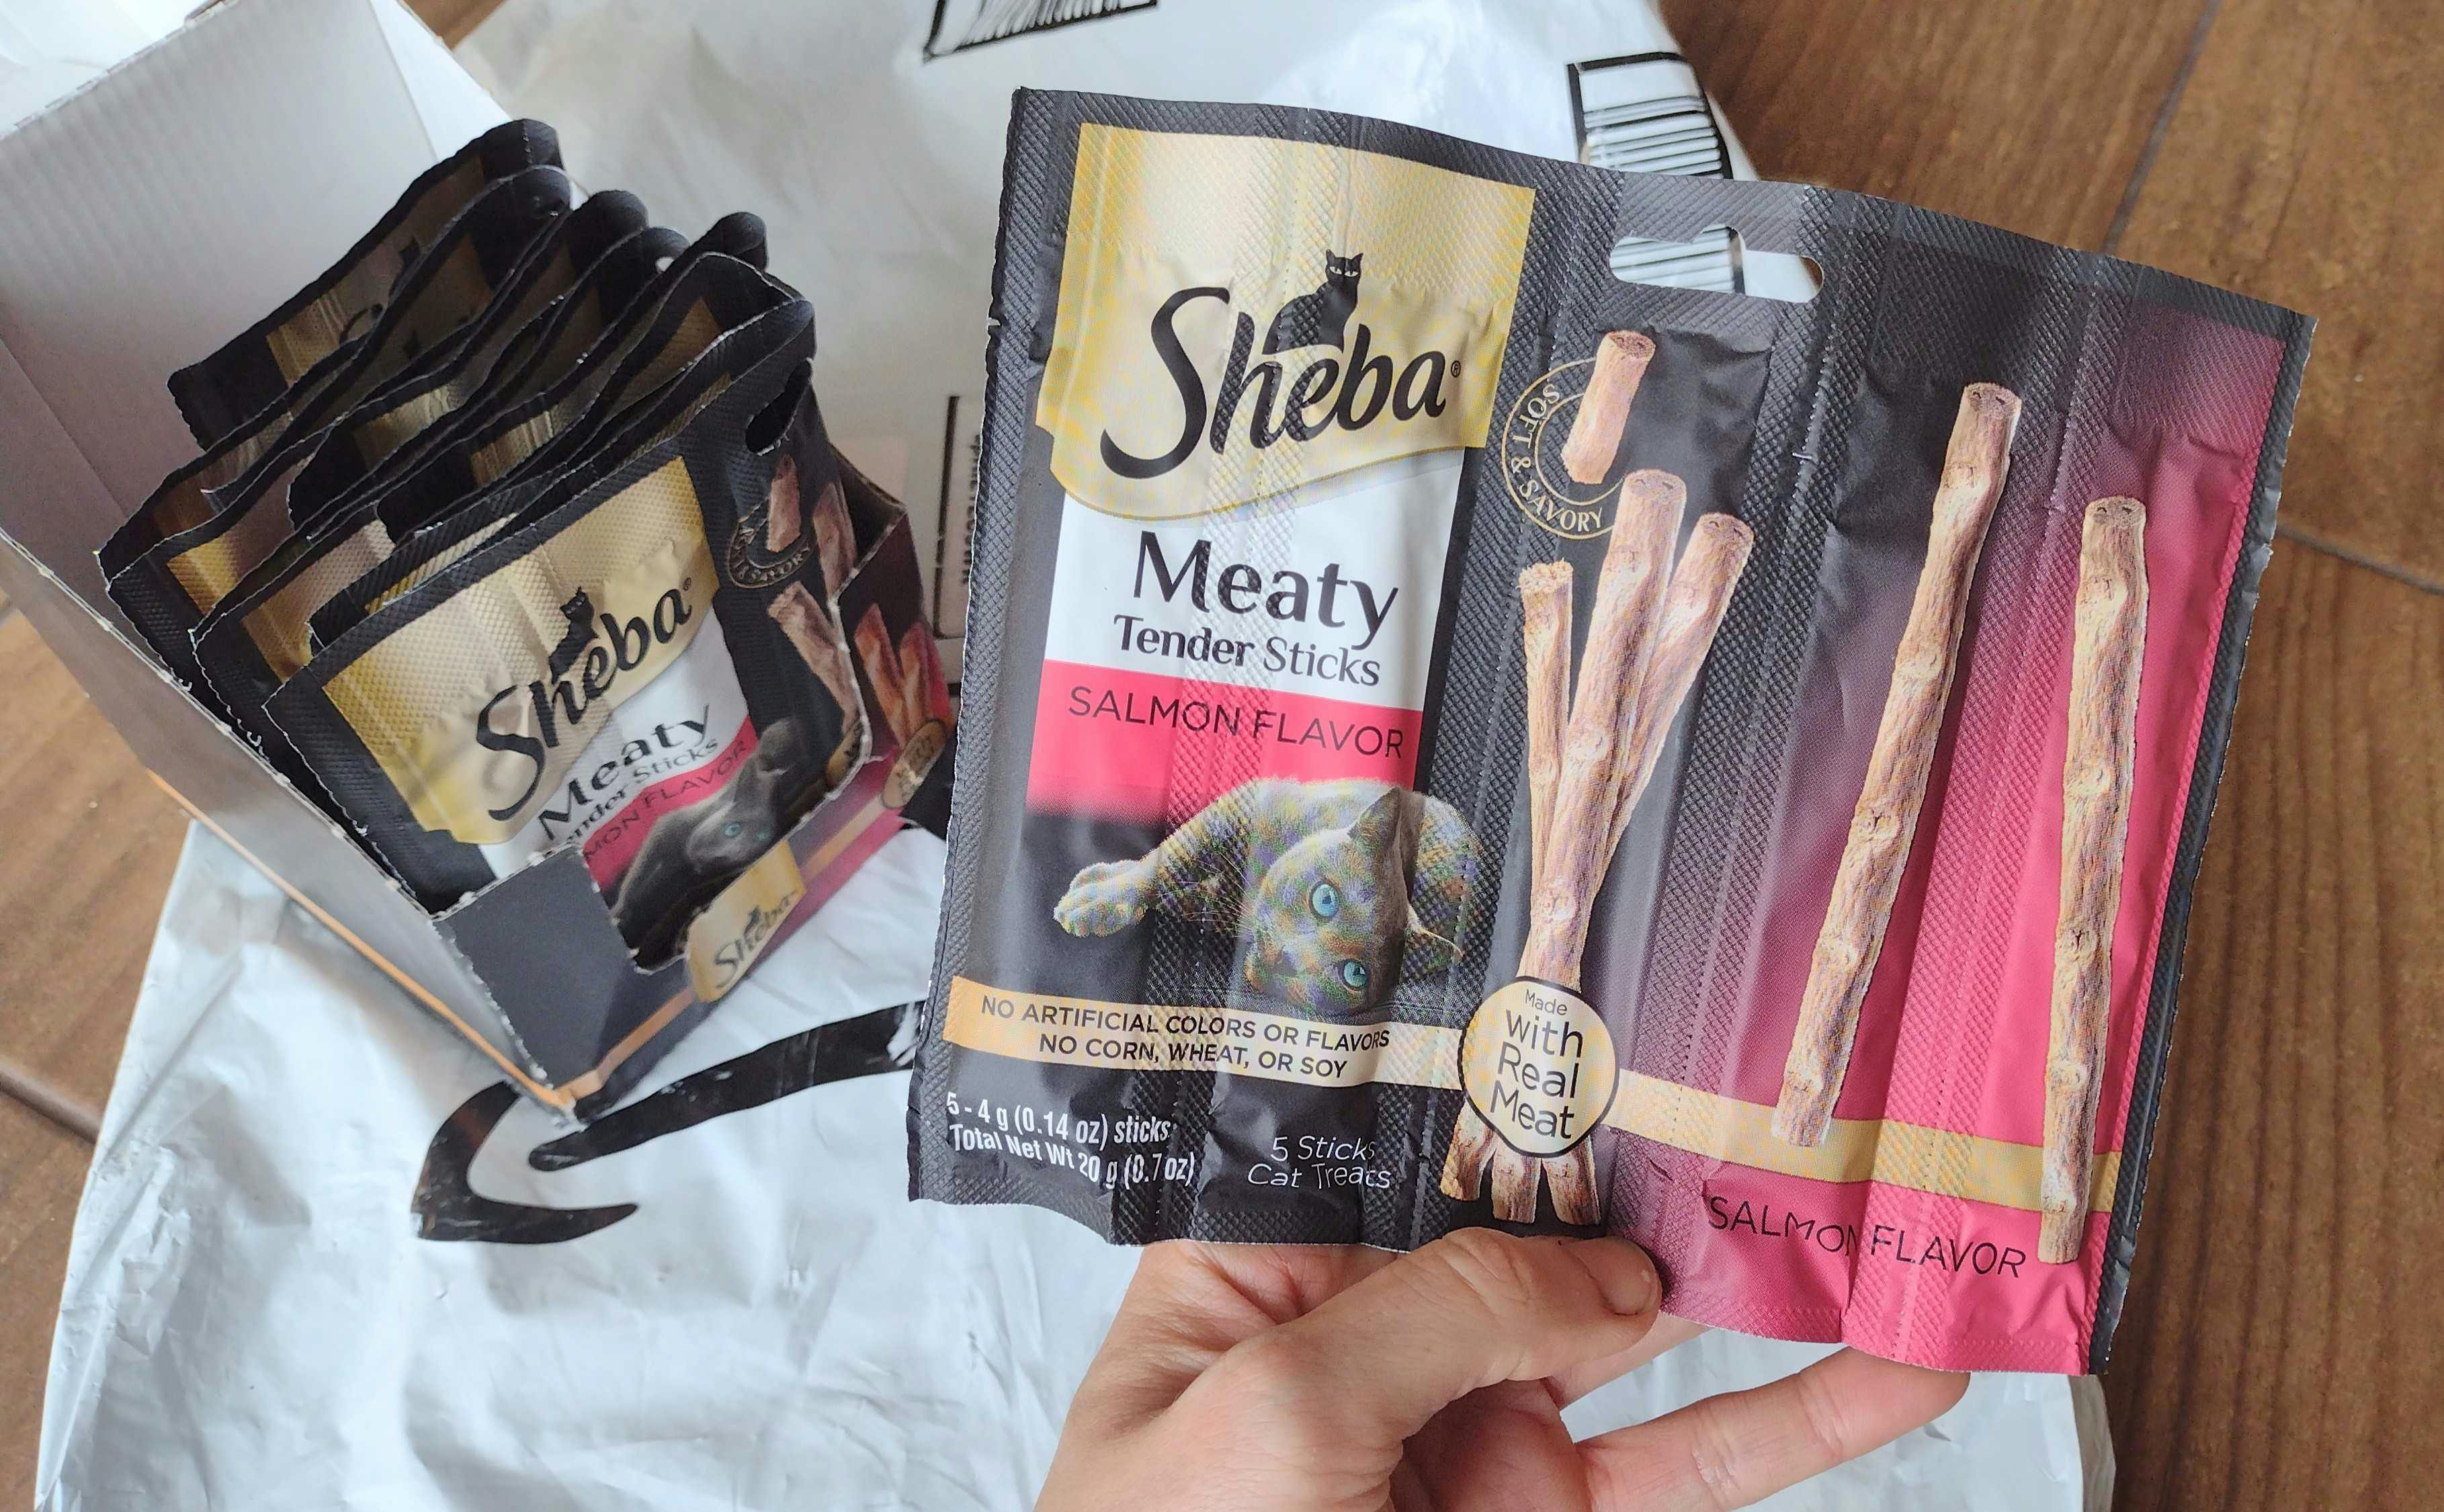 Sheba®
Meaty
Tender Sticks
SALMON FLAVOR
SOFT & SAVORY
NO ARTIFICIAL COLORS OR FLAVORS
NO CORN, WHEAT, OR SOY
Made
with
Real
Meat
5 - 4 g (0.14 oz) sticks
Total Net Wt 20 g (0.7 oz)
5 Sticks
Cat Treats
SALMON FLAVOR
Sheba®
Meaty
Tender Sticks
SALMON FLAVOR
Sheba